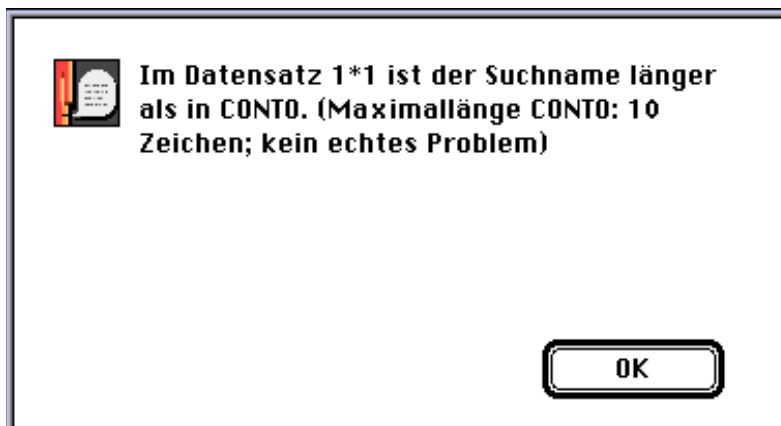 Im Datensatz 1*1 ist der Suchname länger
als in CONTO. (Maximallänge CONTO: 10
Zeichen; kein echtes Problem)
OK